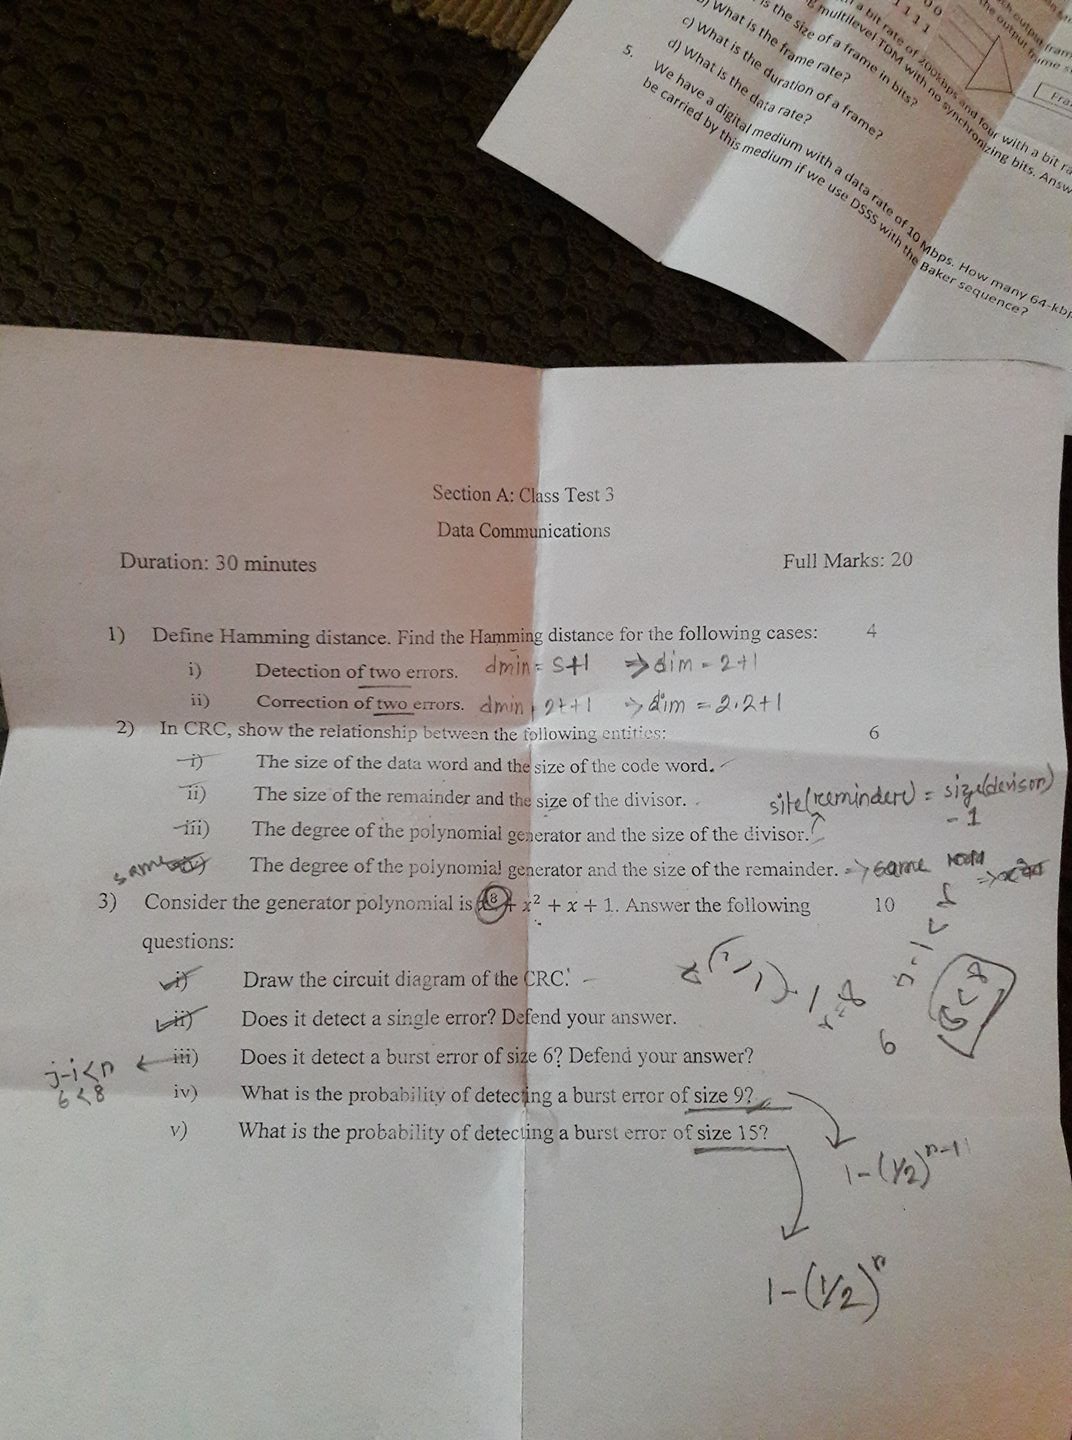 0 0
1 1 1 1
a bit rate of 200kbps and four with a bit
multilevel TDM with no synchronizing bits. Answ
is the size of a frame in bits?
b) What is the frame rate?
c) What is the duration of a frame?
d) What is the data rate?
5. We have a digital medium with a data rate of 10 Mbps. How many 64-kbp
be carried by this medium if we use DSSS with the Baker sequence?
Section A: Class Test 3
Data Communications
Duration: 30 minutes Full Marks: 20
1) Define Hamming distance. Find the Hamming distance for the following cases: 4
i) Detection of two errors. dmin = s+1 ⇒ dim = 2+1
ii) Correction of two errors. dmin = 2t+1 → dim = 2.2+1
2) In CRC, show the relationship between the following entities: 6
i) The size of the data word and the size of the code word.
ii) The size of the remainder and the size of the divisor. site(reminder) = size(devisor) - 1
iii) The degree of the polynomial generator and the size of the divisor.
same The degree of the polynomial generator and the size of the remainder. ⇒ same
3) Consider the generator polynomial is x⁸ + x² + x + 1. Answer the following 10
questions:
i) Draw the circuit diagram of the CRC.
ii) Does it detect a single error? Defend your answer.
iii) Does it detect a burst error of size 6? Defend your answer?
j-i<n
6<8
6<8
6
iv) What is the probability of detecting a burst error of size 9?
v) What is the probability of detecting a burst error of size 15?
1-(1/2)ⁿ⁻¹
1-(1/2)ⁿ